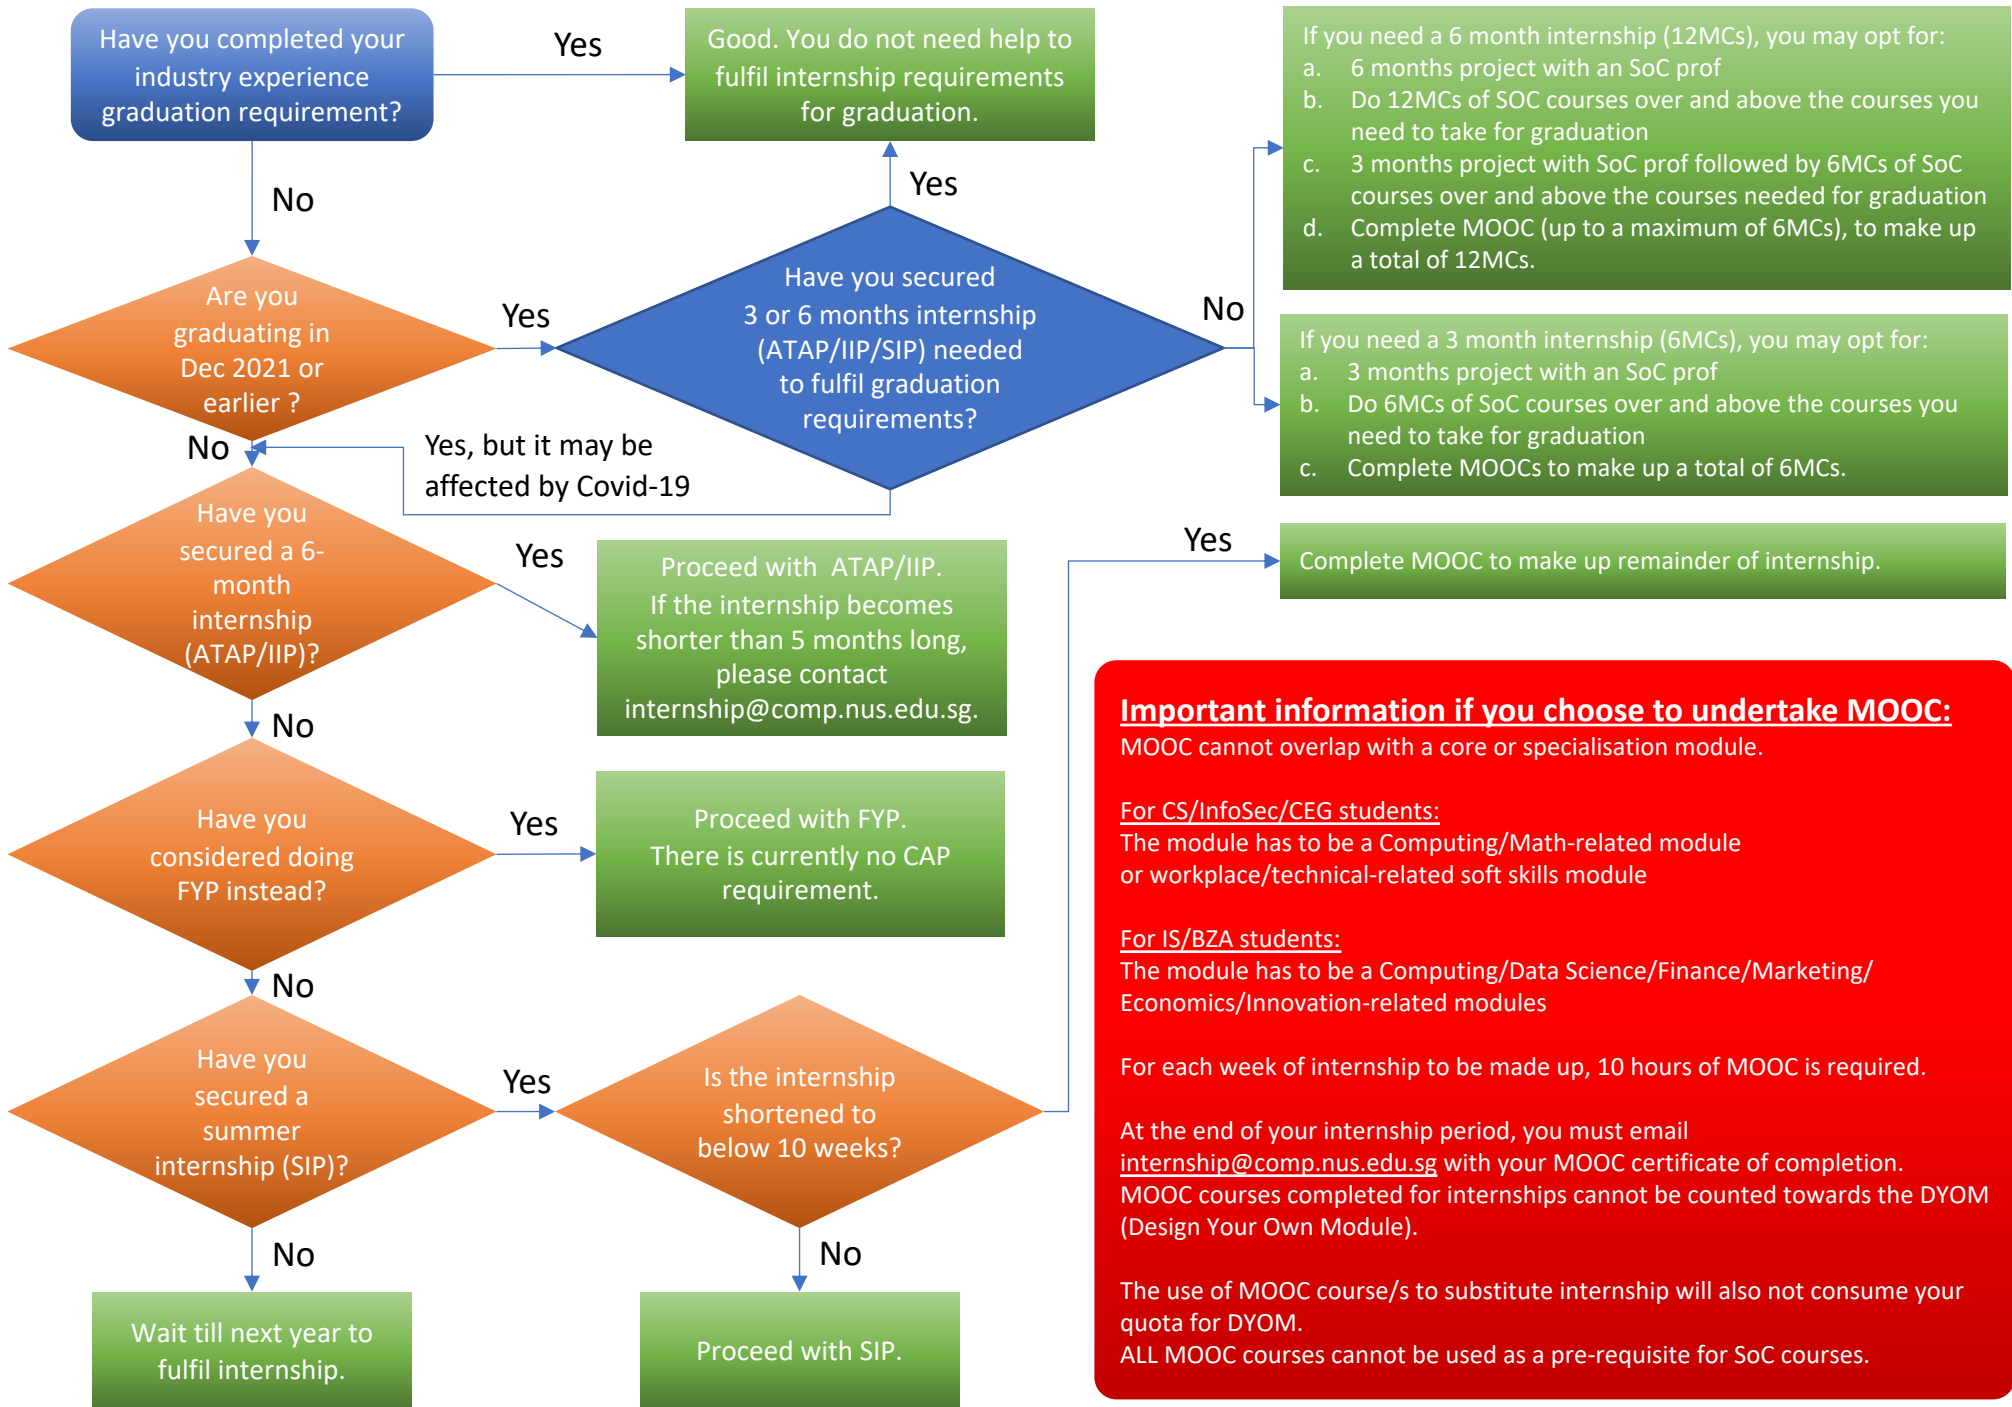 Have you completed your
industry experience
graduation requirement?
Yes
Good. You do not need help to
fulfil internship requirements
for graduation.
If you need a 6 month internship (12MCs), you may opt for:
a. 6 months project with an SoC prof
b. Do 12MCs of SOC courses over and above the courses you
need to take for graduation
c. 3 months project with SoC prof followed by 6MCs of SoC
courses over and above the courses needed for graduation
d. Complete MOOC (up to a maximum of 6MCs), to make up
a total of 12MCs.
No
Yes
Are you
graduating in
Dec 2021 or
earlier ?
Yes
Have you secured
3 or 6 months internship
(ATAP/IIP/SIP) needed
to fulfil graduation
requirements?
No
If you need a 3 month internship (6MCs), you may opt for:
a. 3 months project with an SoC prof
b. Do 6MCs of SoC courses over and above the courses you
need to take for graduation
c. Complete MOOCs to make up a total of 6MCs.
No
Yes, but it may be
affected by Covid-19
Have you
secured a 6-
month
internship
(ATAP/IIP)?
Yes
Proceed with ATAP/IIP.
If the internship becomes
shorter than 5 months long,
please contact
internship@comp.nus.edu.sg.
Yes
Complete MOOC to make up remainder of internship.
No
Have you
considered doing
FYP instead?
Yes
Proceed with FYP.
There is currently no CAP
requirement.
No
Have you
secured a
summer
internship (SIP)?
Yes
Is the internship
shortened to
below 10 weeks?
No
Wait till next year to
fulfil internship.
No
Proceed with SIP.
Important information if you choose to undertake MOOC:
MOOC cannot overlap with a core or specialisation module.
For CS/InfoSec/CEG students:
The module has to be a Computing/Math-related module
or workplace/technical-related soft skills module
For IS/BZA students:
The module has to be a Computing/Data Science/Finance/Marketing/
Economics/Innovation-related modules
For each week of internship to be made up, 10 hours of MOOC is required.
At the end of your internship period, you must email
internship@comp.nus.edu.sg with your MOOC certificate of completion.
MOOC courses completed for internships cannot be counted towards the DYOM
(Design Your Own Module).
The use of MOOC course/s to substitute internship will also not consume your
quota for DYOM.
ALL MOOC courses cannot be used as a pre-requisite for SoC courses.